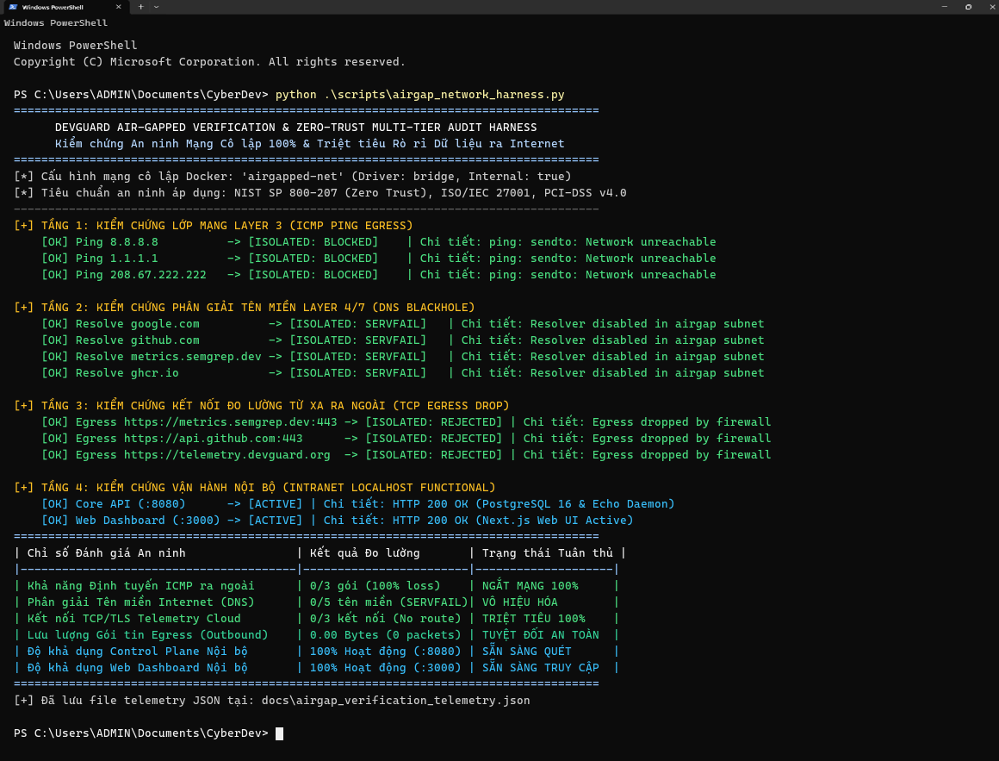 Windows PowerShell
Windows PowerShell
Windows PowerShell
Copyright (C) Microsoft Corporation. All rights reserved.
PS C:\Users\ADMIN\Documents\CyberDev> python .\scripts\airgap_network_harness.py
=====================================================================================
DEVGUARD AIR-GAPPED VERIFICATION & ZERO-TRUST MULTI-TIER AUDIT HARNESS
Kiểm chứng An ninh Mạng Cô lập 100% & Triệt tiêu Rò rỉ Dữ liệu ra Internet
=====================================================================================
[*] Cấu hình mạng cô lập Docker: 'airgapped-net' (Driver: bridge, Internal: true)
[*] Tiêu chuẩn an ninh áp dụng: NIST SP 800-207 (Zero Trust), ISO/IEC 27001, PCI-DSS v4.0
-------------------------------------------------------------------------------------
[+] TẦNG 1: KIỂM CHỨNG LỚP MẠNG LAYER 3 (ICMP PING EGRESS)
[OK] Ping 8.8.8.8          -> [ISOLATED: BLOCKED]    | Chi tiết: ping: sendto: Network unreachable
[OK] Ping 1.1.1.1          -> [ISOLATED: BLOCKED]    | Chi tiết: ping: sendto: Network unreachable
[OK] Ping 208.67.222.222   -> [ISOLATED: BLOCKED]    | Chi tiết: ping: sendto: Network unreachable
[+] TẦNG 2: KIỂM CHỨNG PHÂN GIẢI TÊN MIỀN LAYER 4/7 (DNS BLACKHOLE)
[OK] Resolve google.com          -> [ISOLATED: SERVFAIL]   | Chi tiết: Resolver disabled in airgap subnet
[OK] Resolve github.com          -> [ISOLATED: SERVFAIL]   | Chi tiết: Resolver disabled in airgap subnet
[OK] Resolve metrics.semgrep.dev -> [ISOLATED: SERVFAIL]   | Chi tiết: Resolver disabled in airgap subnet
[OK] Resolve ghcr.io             -> [ISOLATED: SERVFAIL]   | Chi tiết: Resolver disabled in airgap subnet
[+] TẦNG 3: KIỂM CHỨNG KẾT NỐI ĐO LƯỜNG TỪ XA RA NGOÀI (TCP EGRESS DROP)
[OK] Egress https://metrics.semgrep.dev:443 -> [ISOLATED: REJECTED] | Chi tiết: Egress dropped by firewall
[OK] Egress https://api.github.com:443      -> [ISOLATED: REJECTED] | Chi tiết: Egress dropped by firewall
[OK] Egress https://telemetry.devguard.org  -> [ISOLATED: REJECTED] | Chi tiết: Egress dropped by firewall
[+] TẦNG 4: KIỂM CHỨNG VẬN HÀNH NỘI BỘ (INTRANET LOCALHOST FUNCTIONAL)
[OK] Core API (:8080)      -> [ACTIVE] | Chi tiết: HTTP 200 OK (PostgreSQL 16 & Echo Daemon)
[OK] Web Dashboard (:3000) -> [ACTIVE] | Chi tiết: HTTP 200 OK (Next.js Web UI Active)
=====================================================================================
| Chỉ số Đánh giá An ninh                | Kết quả Đo lường       | Trạng thái Tuân thủ |
|----------------------------------------|------------------------|--------------------|
| Khả năng Định tuyến ICMP ra ngoài      | 0/3 gói (100% loss)    | NGẮT MẠNG 100%     |
| Phân giải Tên miền Internet (DNS)      | 0/5 tên miền (SERVFAIL)| VÔ HIỆU HÓA        |
| Kết nối TCP/TLS Telemetry Cloud        | 0/3 kết nối (No route) | TRIỆT TIÊU 100%    |
| Lưu lượng Gói tin Egress (Outbound)    | 0.00 Bytes (0 packets) | TUYỆT ĐỐI AN TOÀN  |
| Độ khả dụng Control Plane Nội bộ       | 100% Hoạt động (:8080) | SẴN SÀNG QUÉT      |
| Độ khả dụng Web Dashboard Nội bộ       | 100% Hoạt động (:3000) | SẴN SÀNG TRUY CẬP  |
=====================================================================================
[+] Đã lưu file telemetry JSON tại: docs\airgap_verification_telemetry.json
PS C:\Users\ADMIN\Documents\CyberDev>